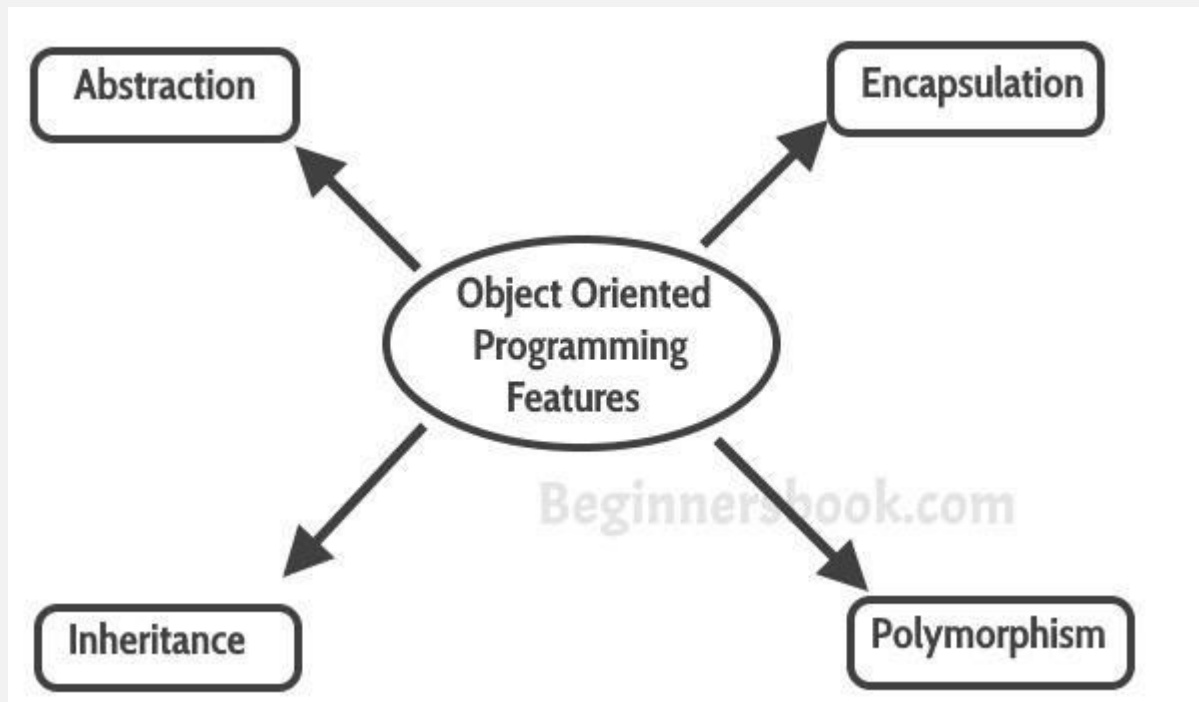 Abstraction
Encapsulation
Object Oriented
Programming
Features
Beginnersbook.com
Inheritance
Polymorphism